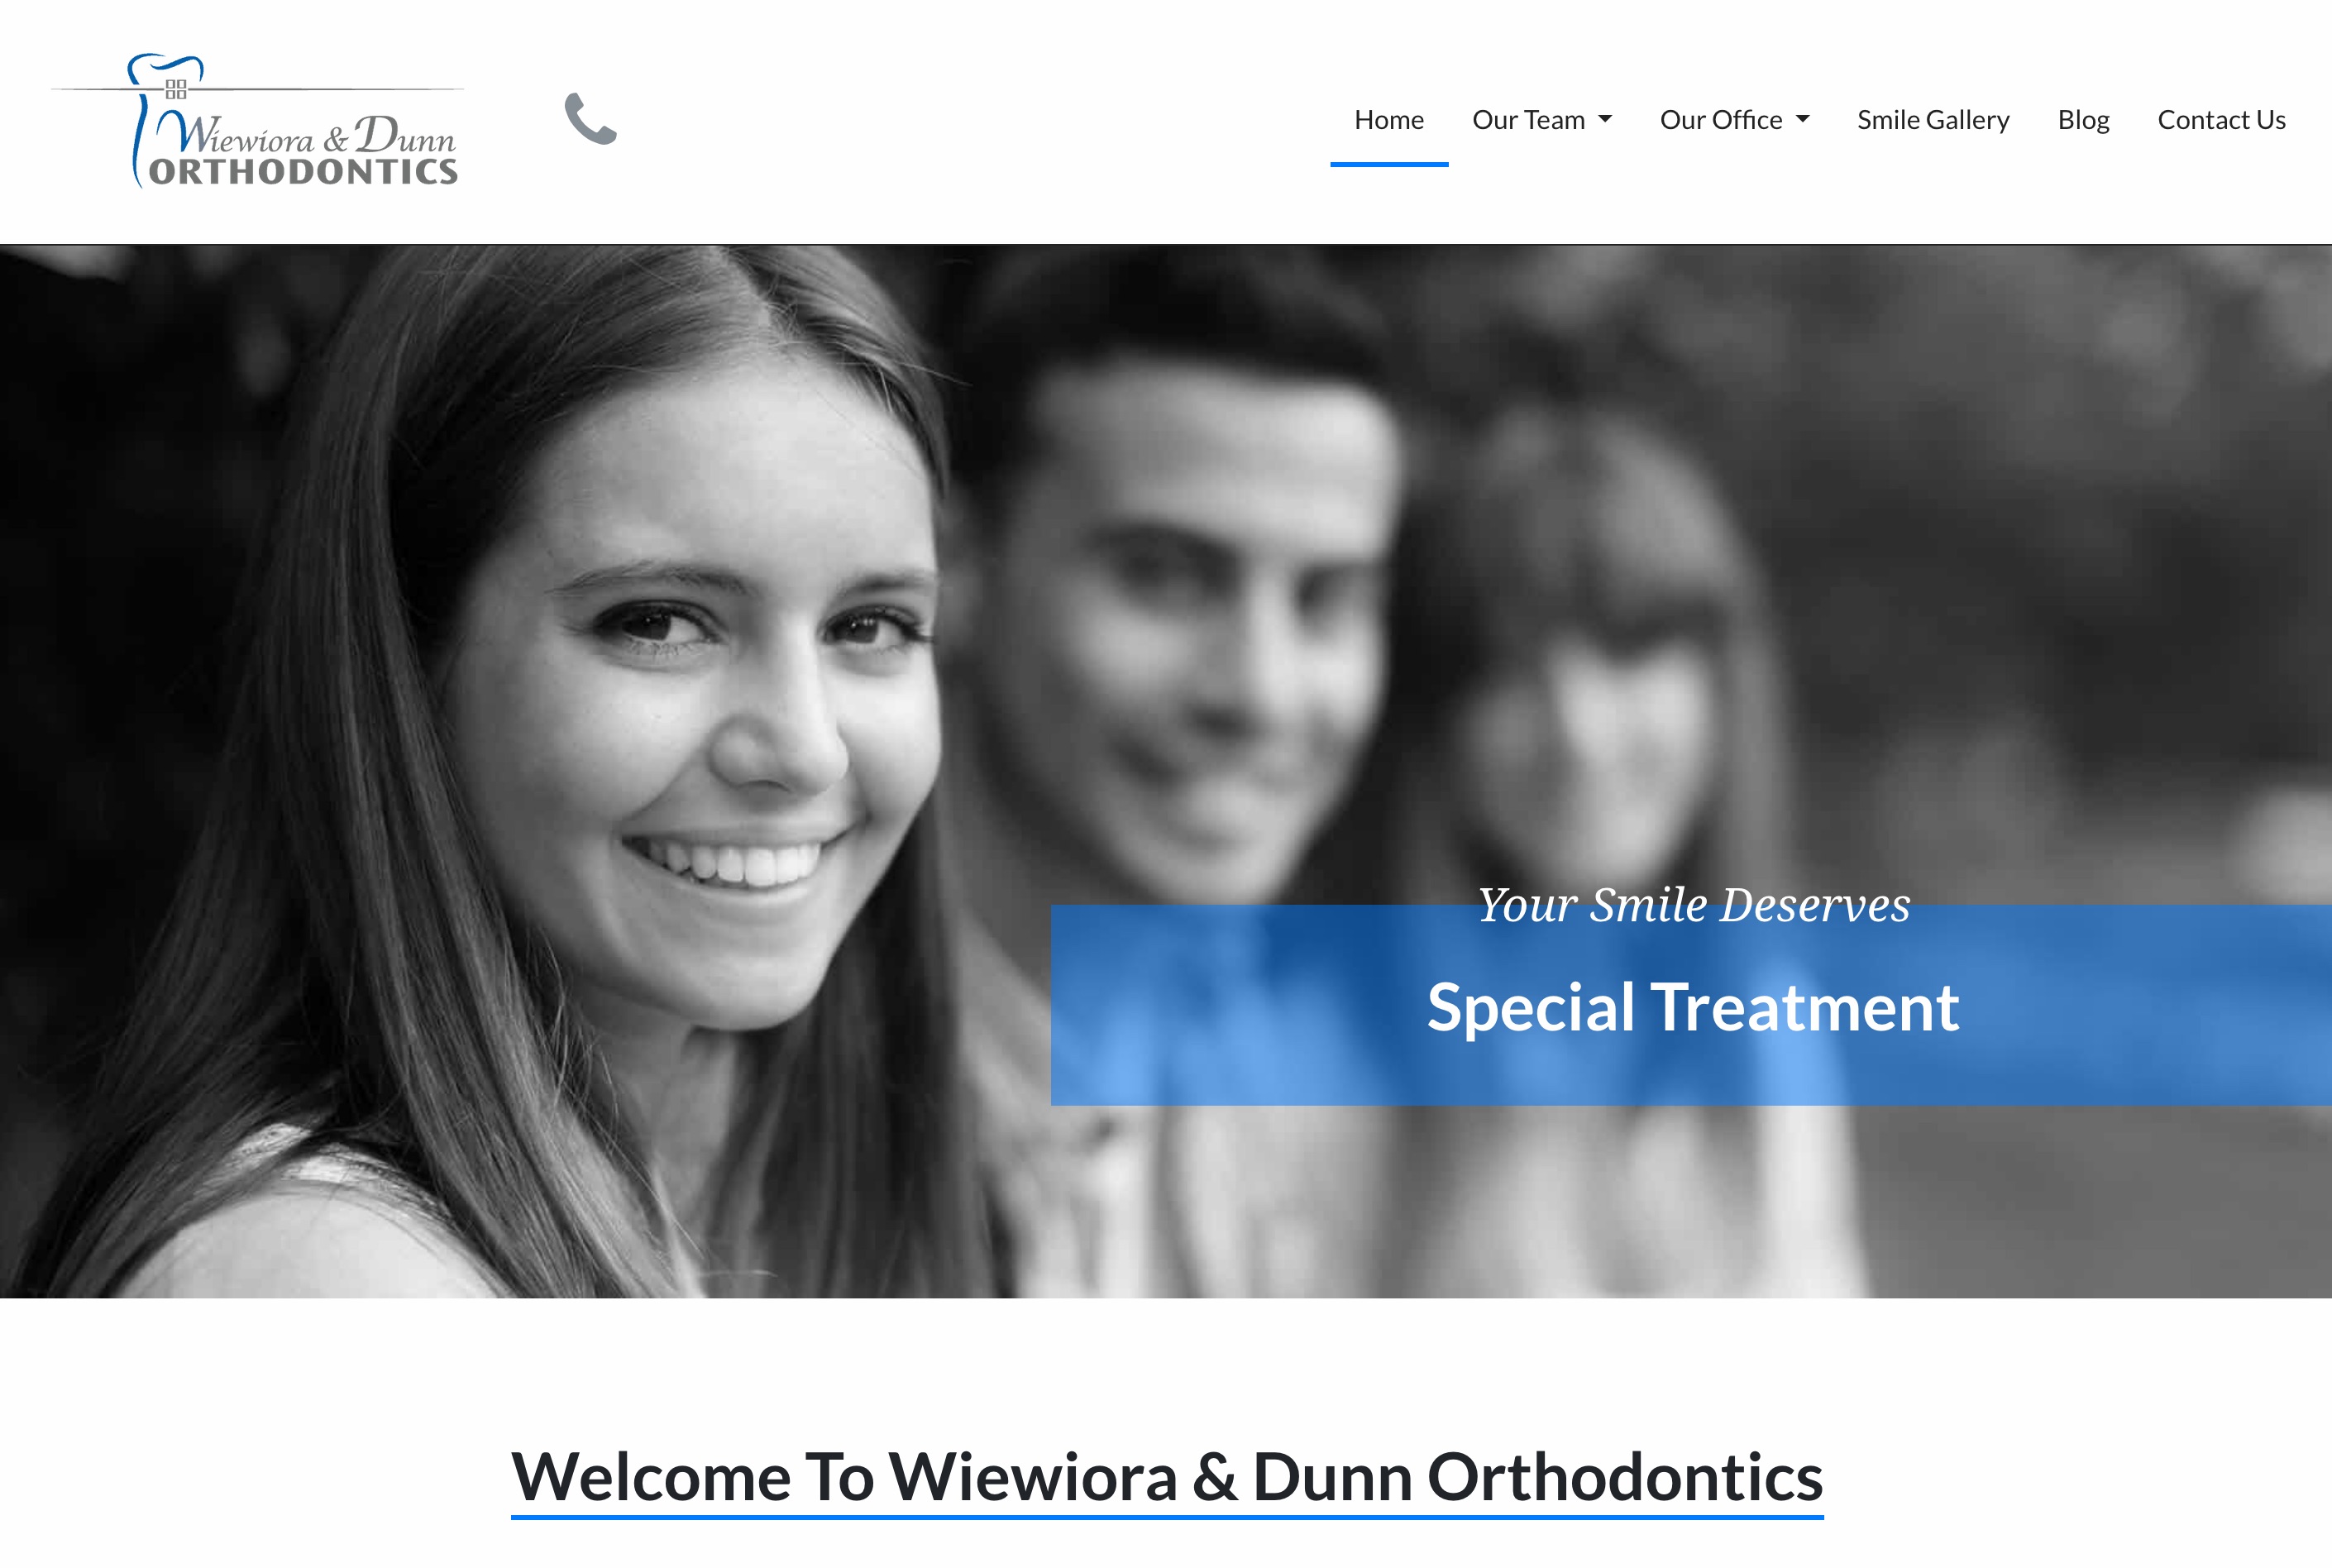 Wiewiora & Dunn
ORTHODONTICS
Home
Our Team
Our Office
Smile Gallery
Blog
Contact Us
Your Smile Deserves
Special Treatment
Welcome To Wiewiora & Dunn Orthodontics